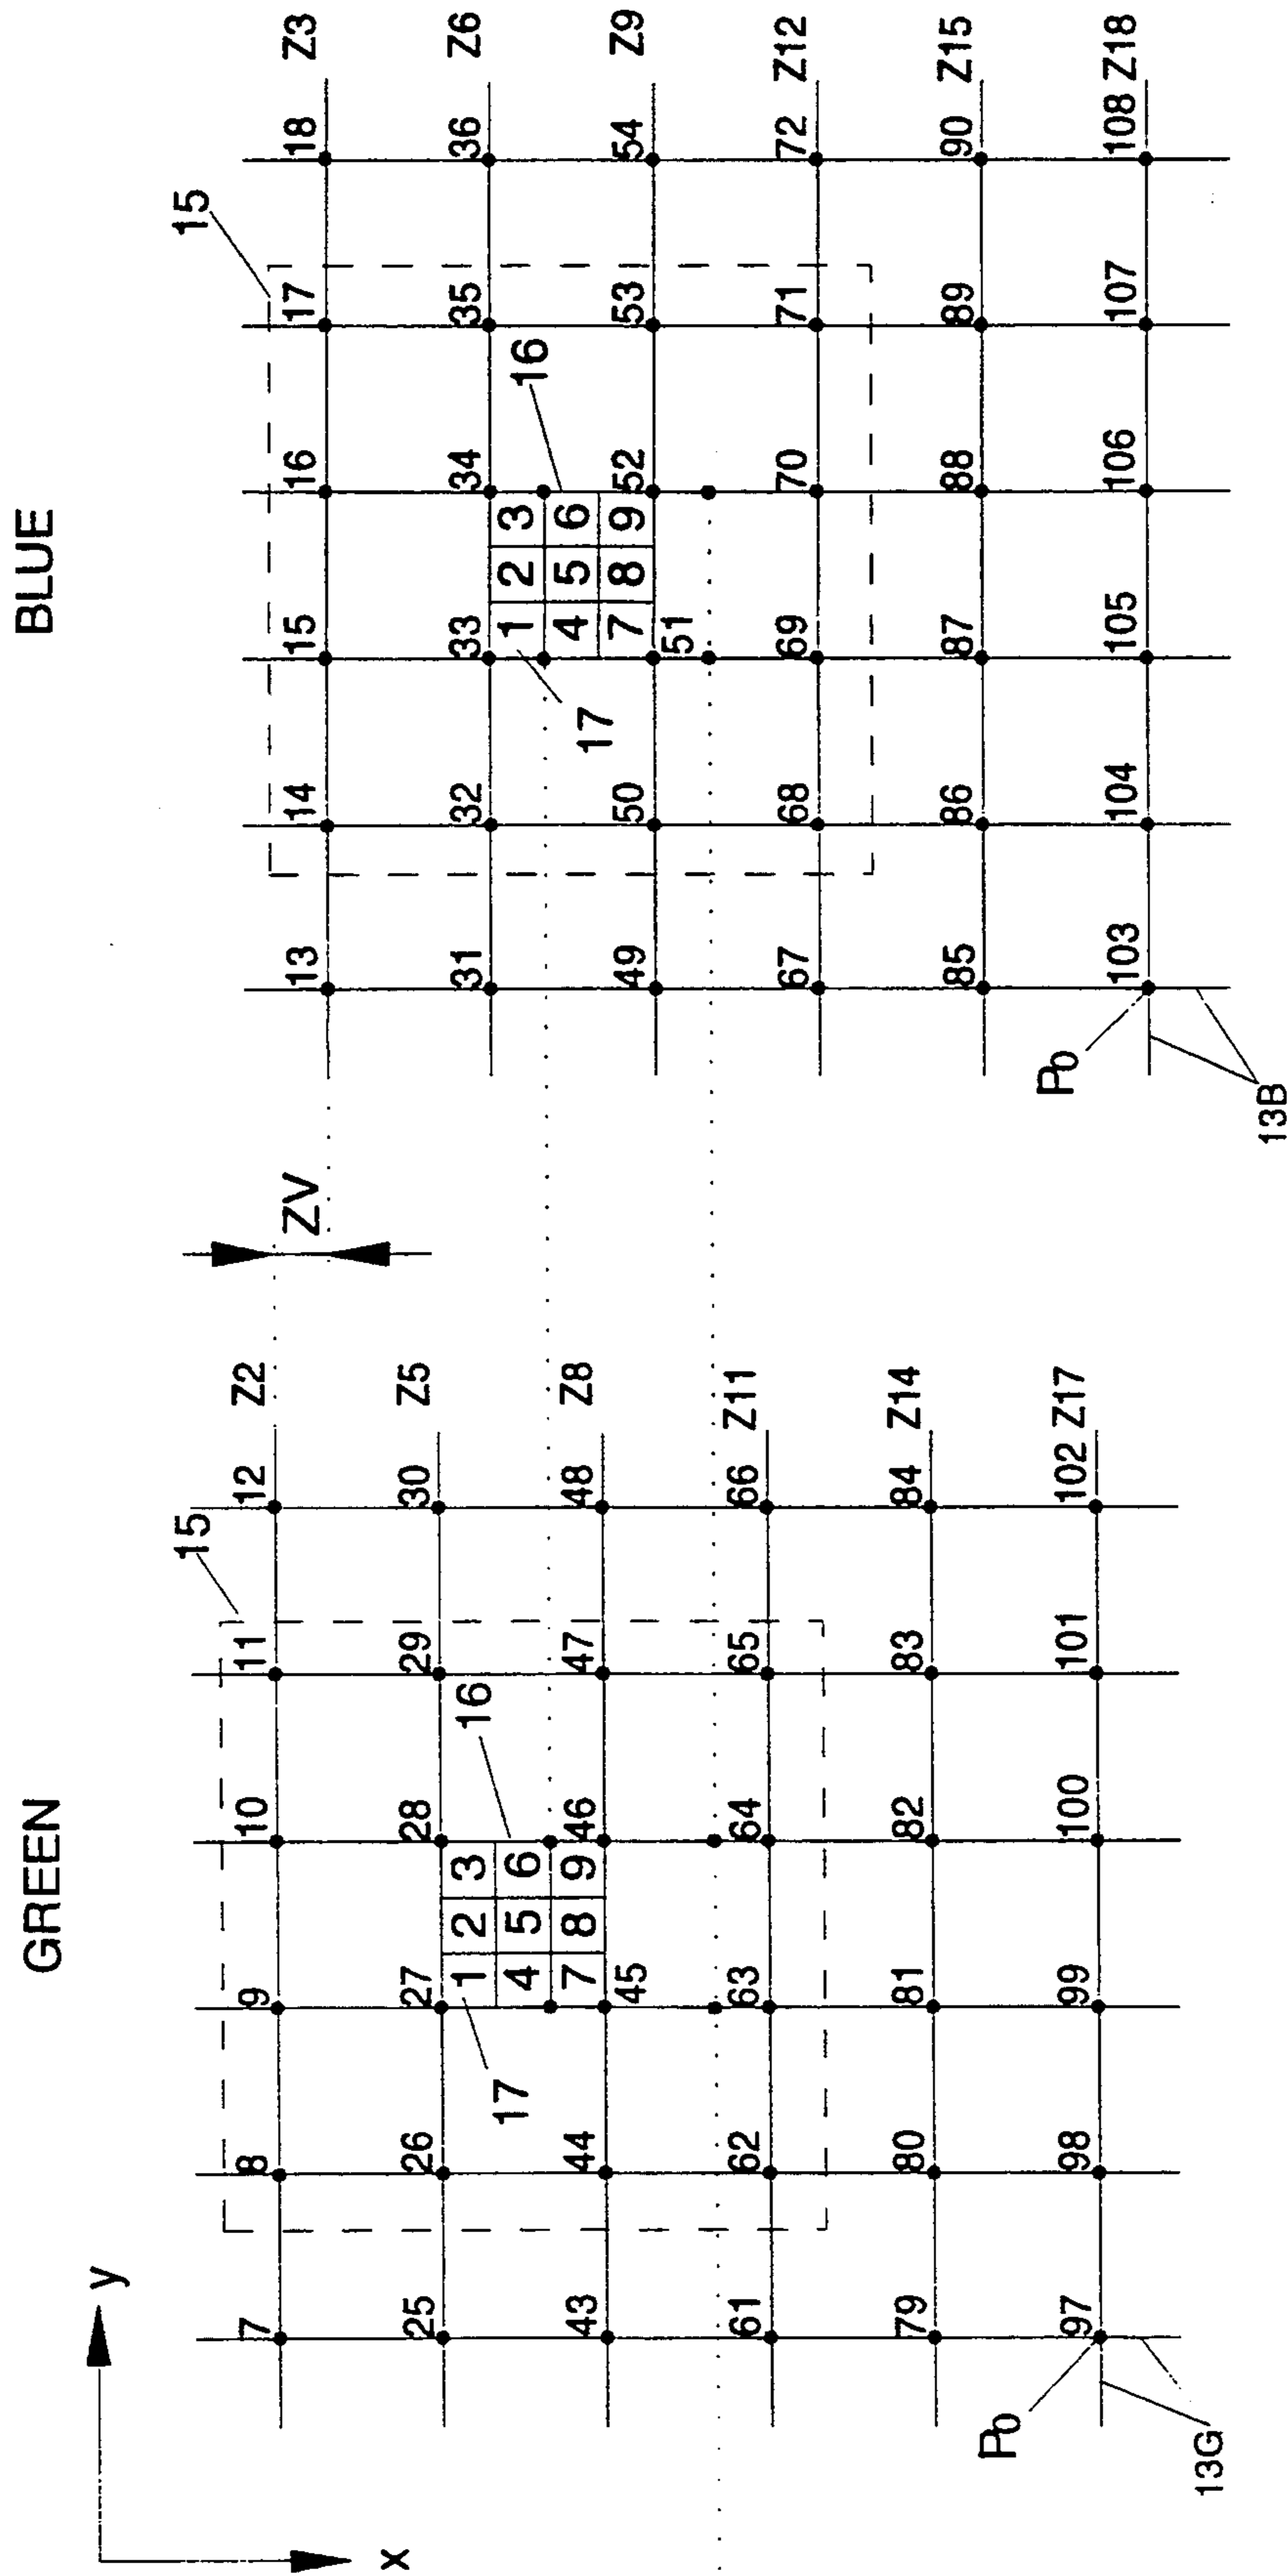 GREEN
BLUE
y
x
ZV
15
7 8 9 10 11 12 Z2
25 26 27 28 29 30 Z5
1 2 3
4 5 6
7 8 9
16
17
43 44 45 46 47 48 Z8
61 62 63 64 65 66 Z11
79 80 81 82 83 84 Z14
97 98 99 100 101 102 Z17
P0
13G
15
13 14 15 16 17 18 Z3
31 32 33 34 35 36 Z6
1 2 3
4 5 6
7 8 9
16
17
49 50 51 52 53 54 Z9
67 68 69 70 71 72 Z12
85 86 87 88 89 90 Z15
103 104 105 106 107 108 Z18
P0
13B